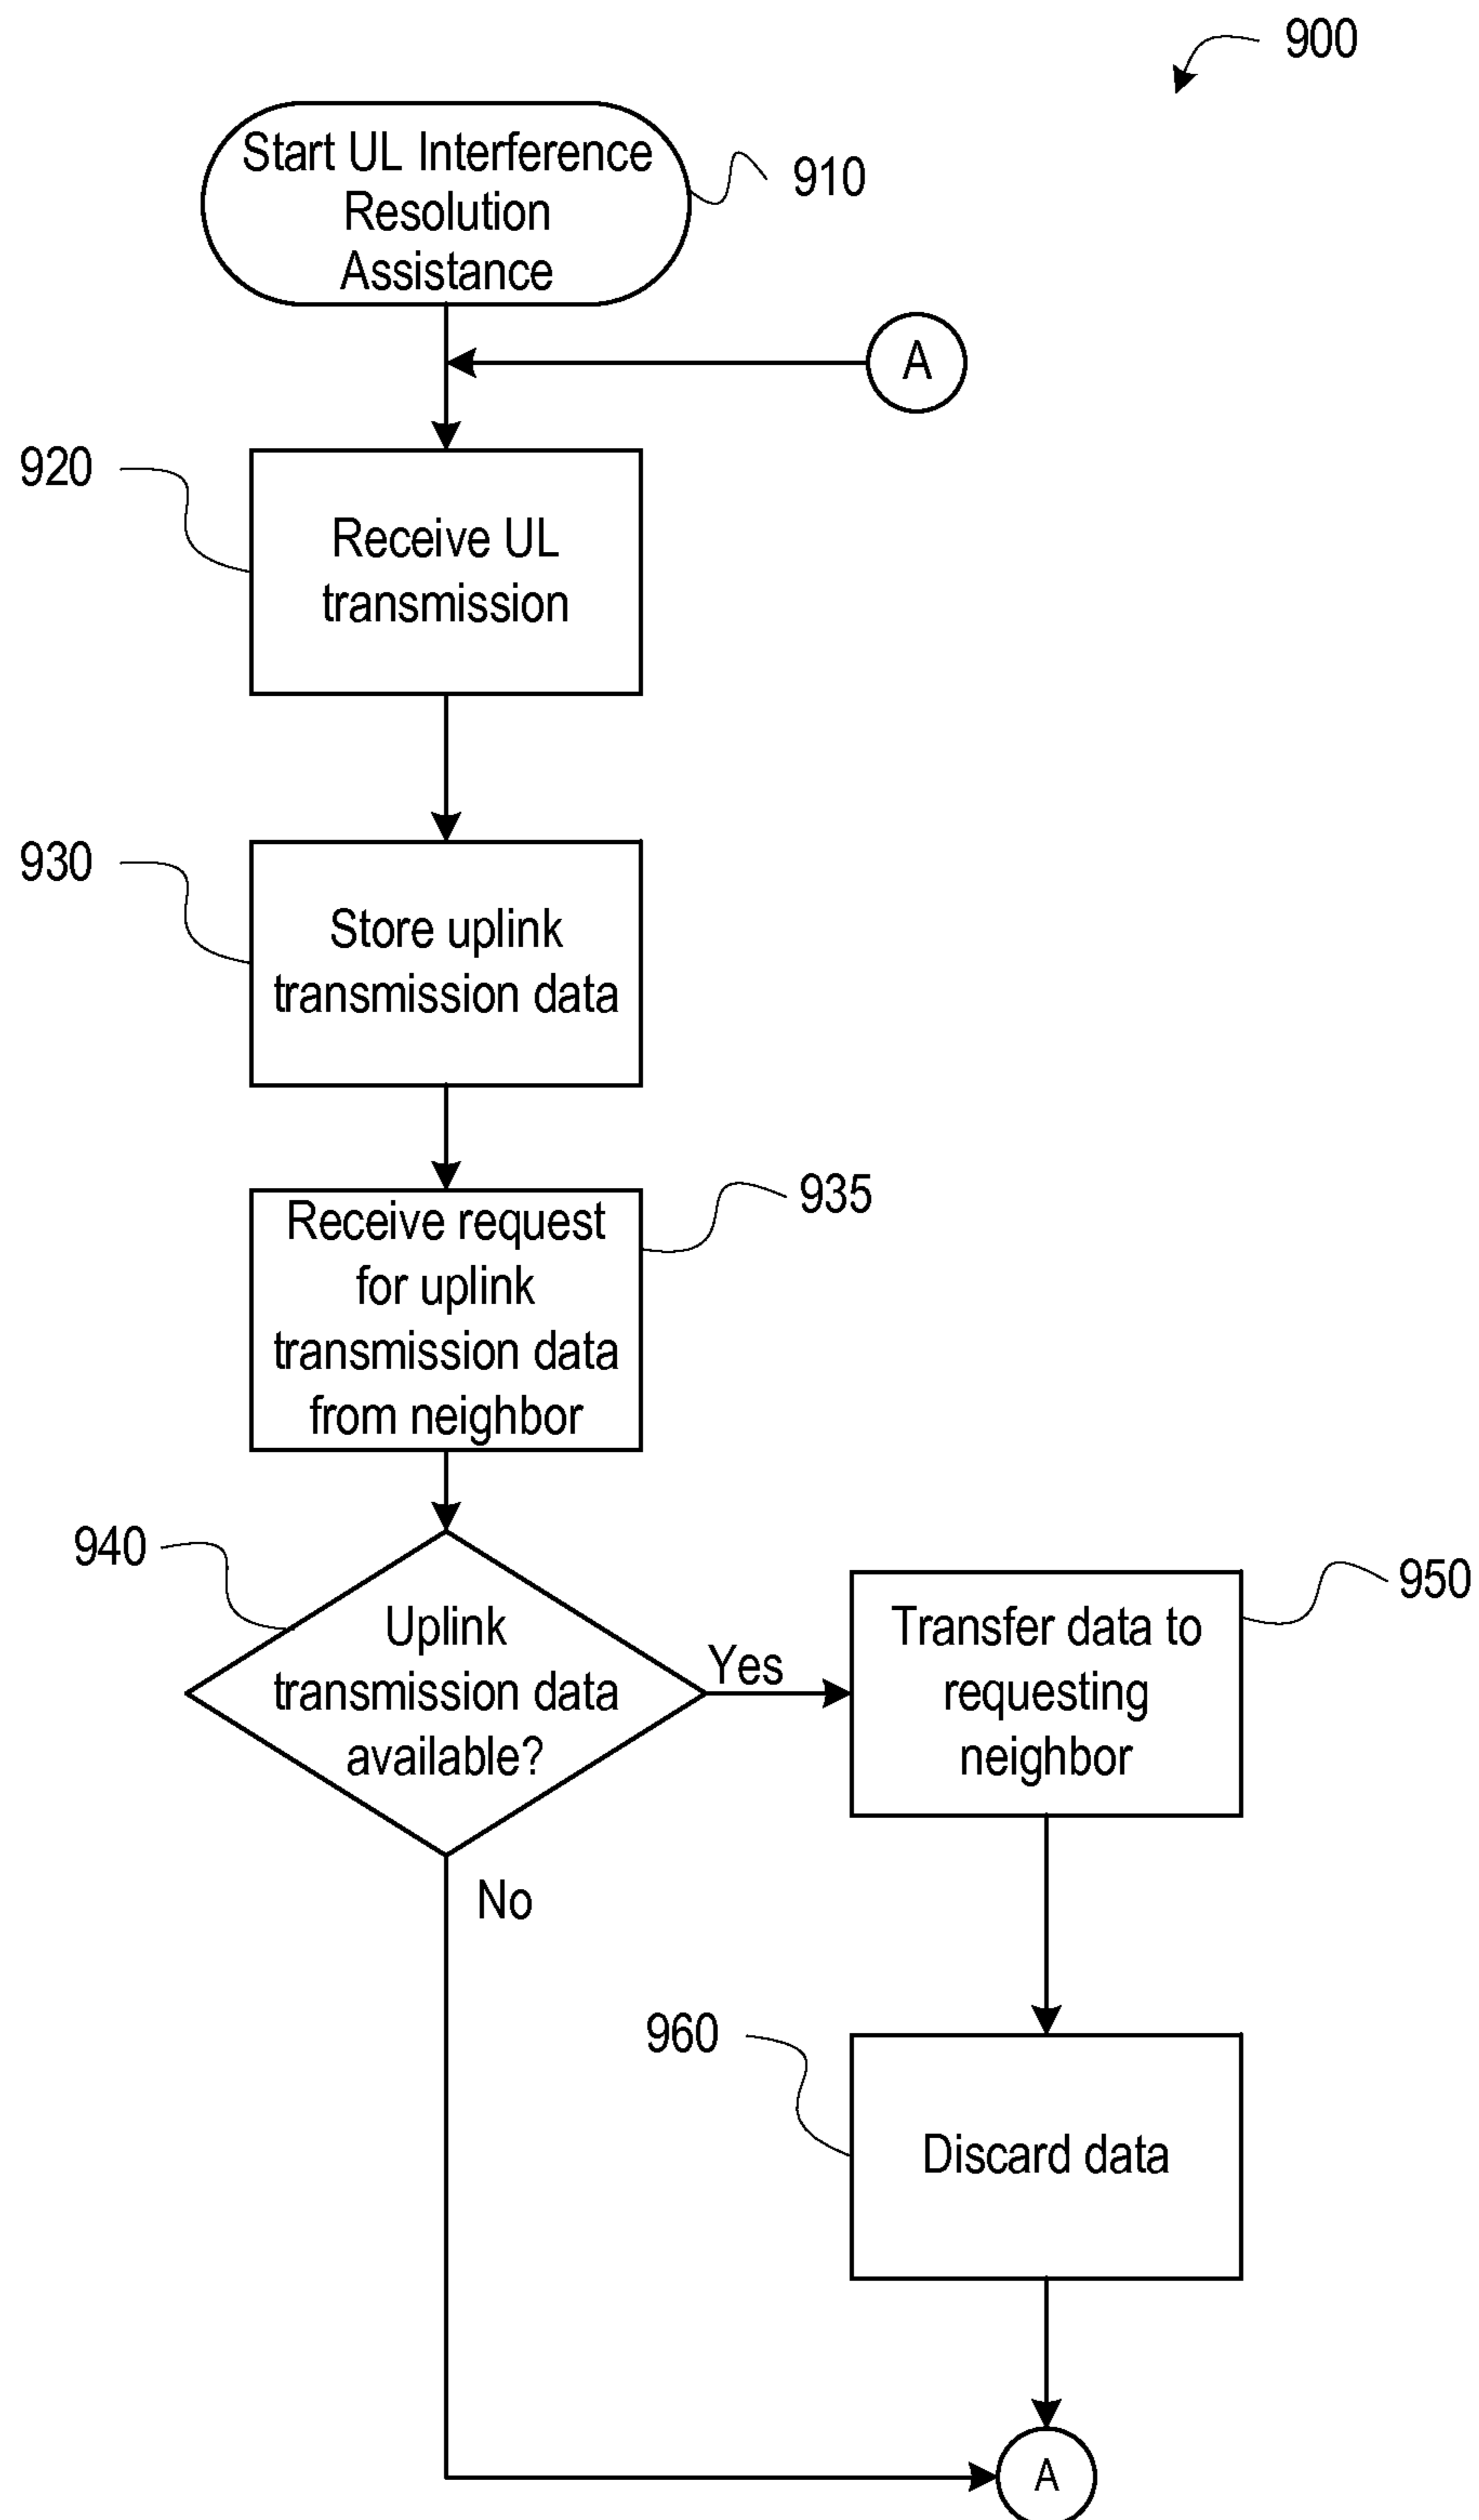 900
Start UL Interference
Resolution
Assistance
910
A
920
Receive UL
transmission
930
Store uplink
transmission data
935
Receive request
for uplink
transmission data
from neighbor
940
Uplink
transmission data
available?
Yes
950
Transfer data to
requesting
neighbor
No
960
Discard data
A